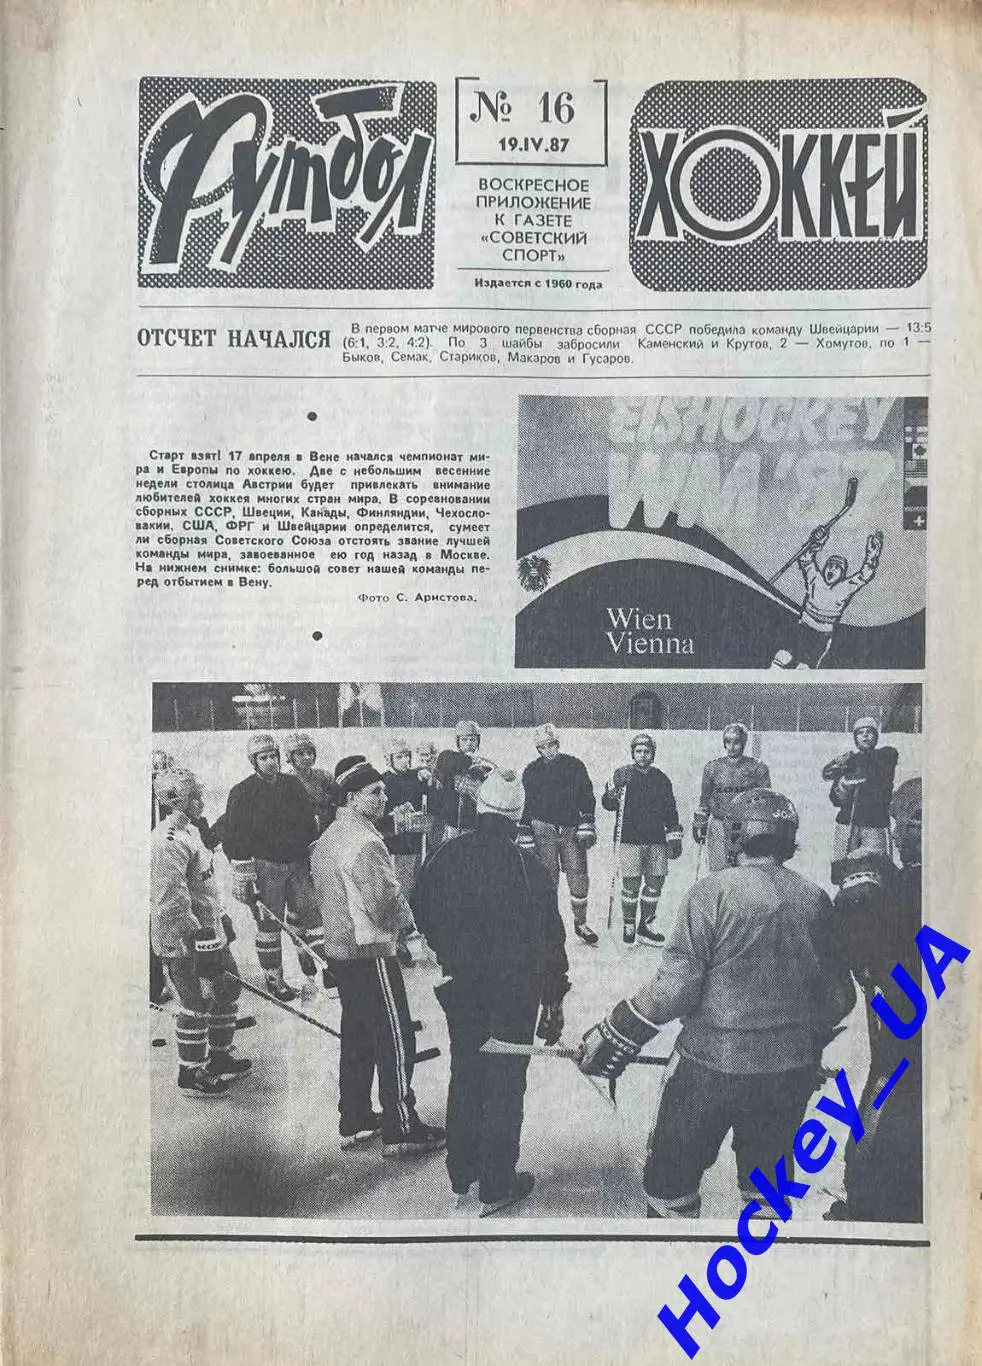 Футбол
№ 16
19.IV.87
ВОСКРЕСНОЕ
ПРИЛОЖЕНИЕ
К ГАЗЕТЕ
«СОВЕТСКИЙ
СПОРТ»
Издается с 1960 года
ХОККЕЙ
ОТСЧЕТ НАЧАЛСЯ
В первом матче мирового первенства сборная СССР победила команду Швейцарии — 13:5
(6:1, 3:2, 4:2). По 3 шайбы забросили Каменский и Крутов, 2 — Хомутов, по 1 —
Быков, Семак, Стариков, Макаров и Гусаров.
Старт взят! 17 апреля в Вене начался чемпионат ми-
ра и Европы по хоккею. Две с небольшим весенние
недели столица Австрии будет привлекать внимание
любителей хоккея многих стран мира. В соревновании
сборных СССР, Швеции, Канады, Финляндии, Чехосло-
вакии, США, ФРГ и Швейцарии определится, сумеет
ли сборная Советского Союза отстоять звание лучшей
команды мира, завоеванное ею год назад в Москве.
На нижнем снимке: большой совет нашей команды пе-
ред отбытием в Вену.
Фото С. Аристова.
EISHOCKEY
WM '87
Wien
Vienna
Hockey_UA